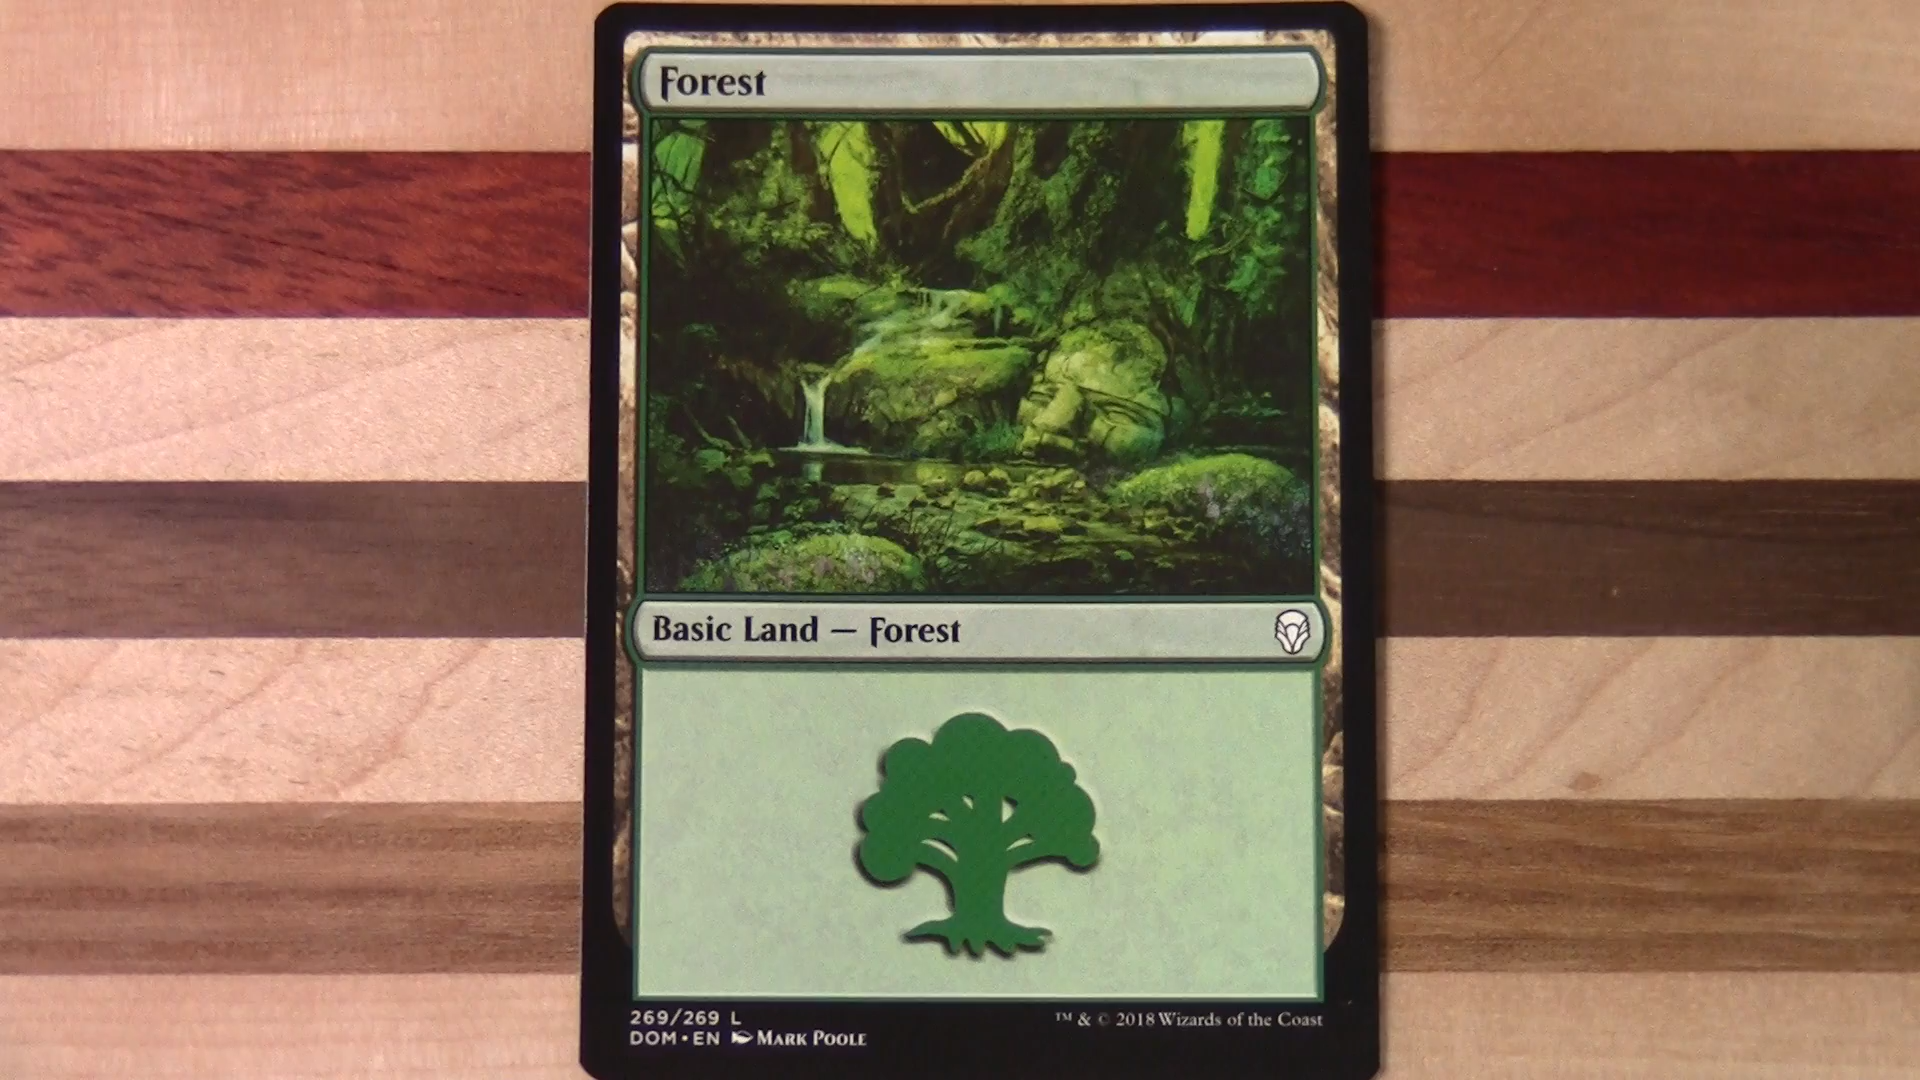 Forest
Basic Land — Forest
269/269 L
DOM • EN Mark Poole
™ & © 2018 Wizards of the Coast